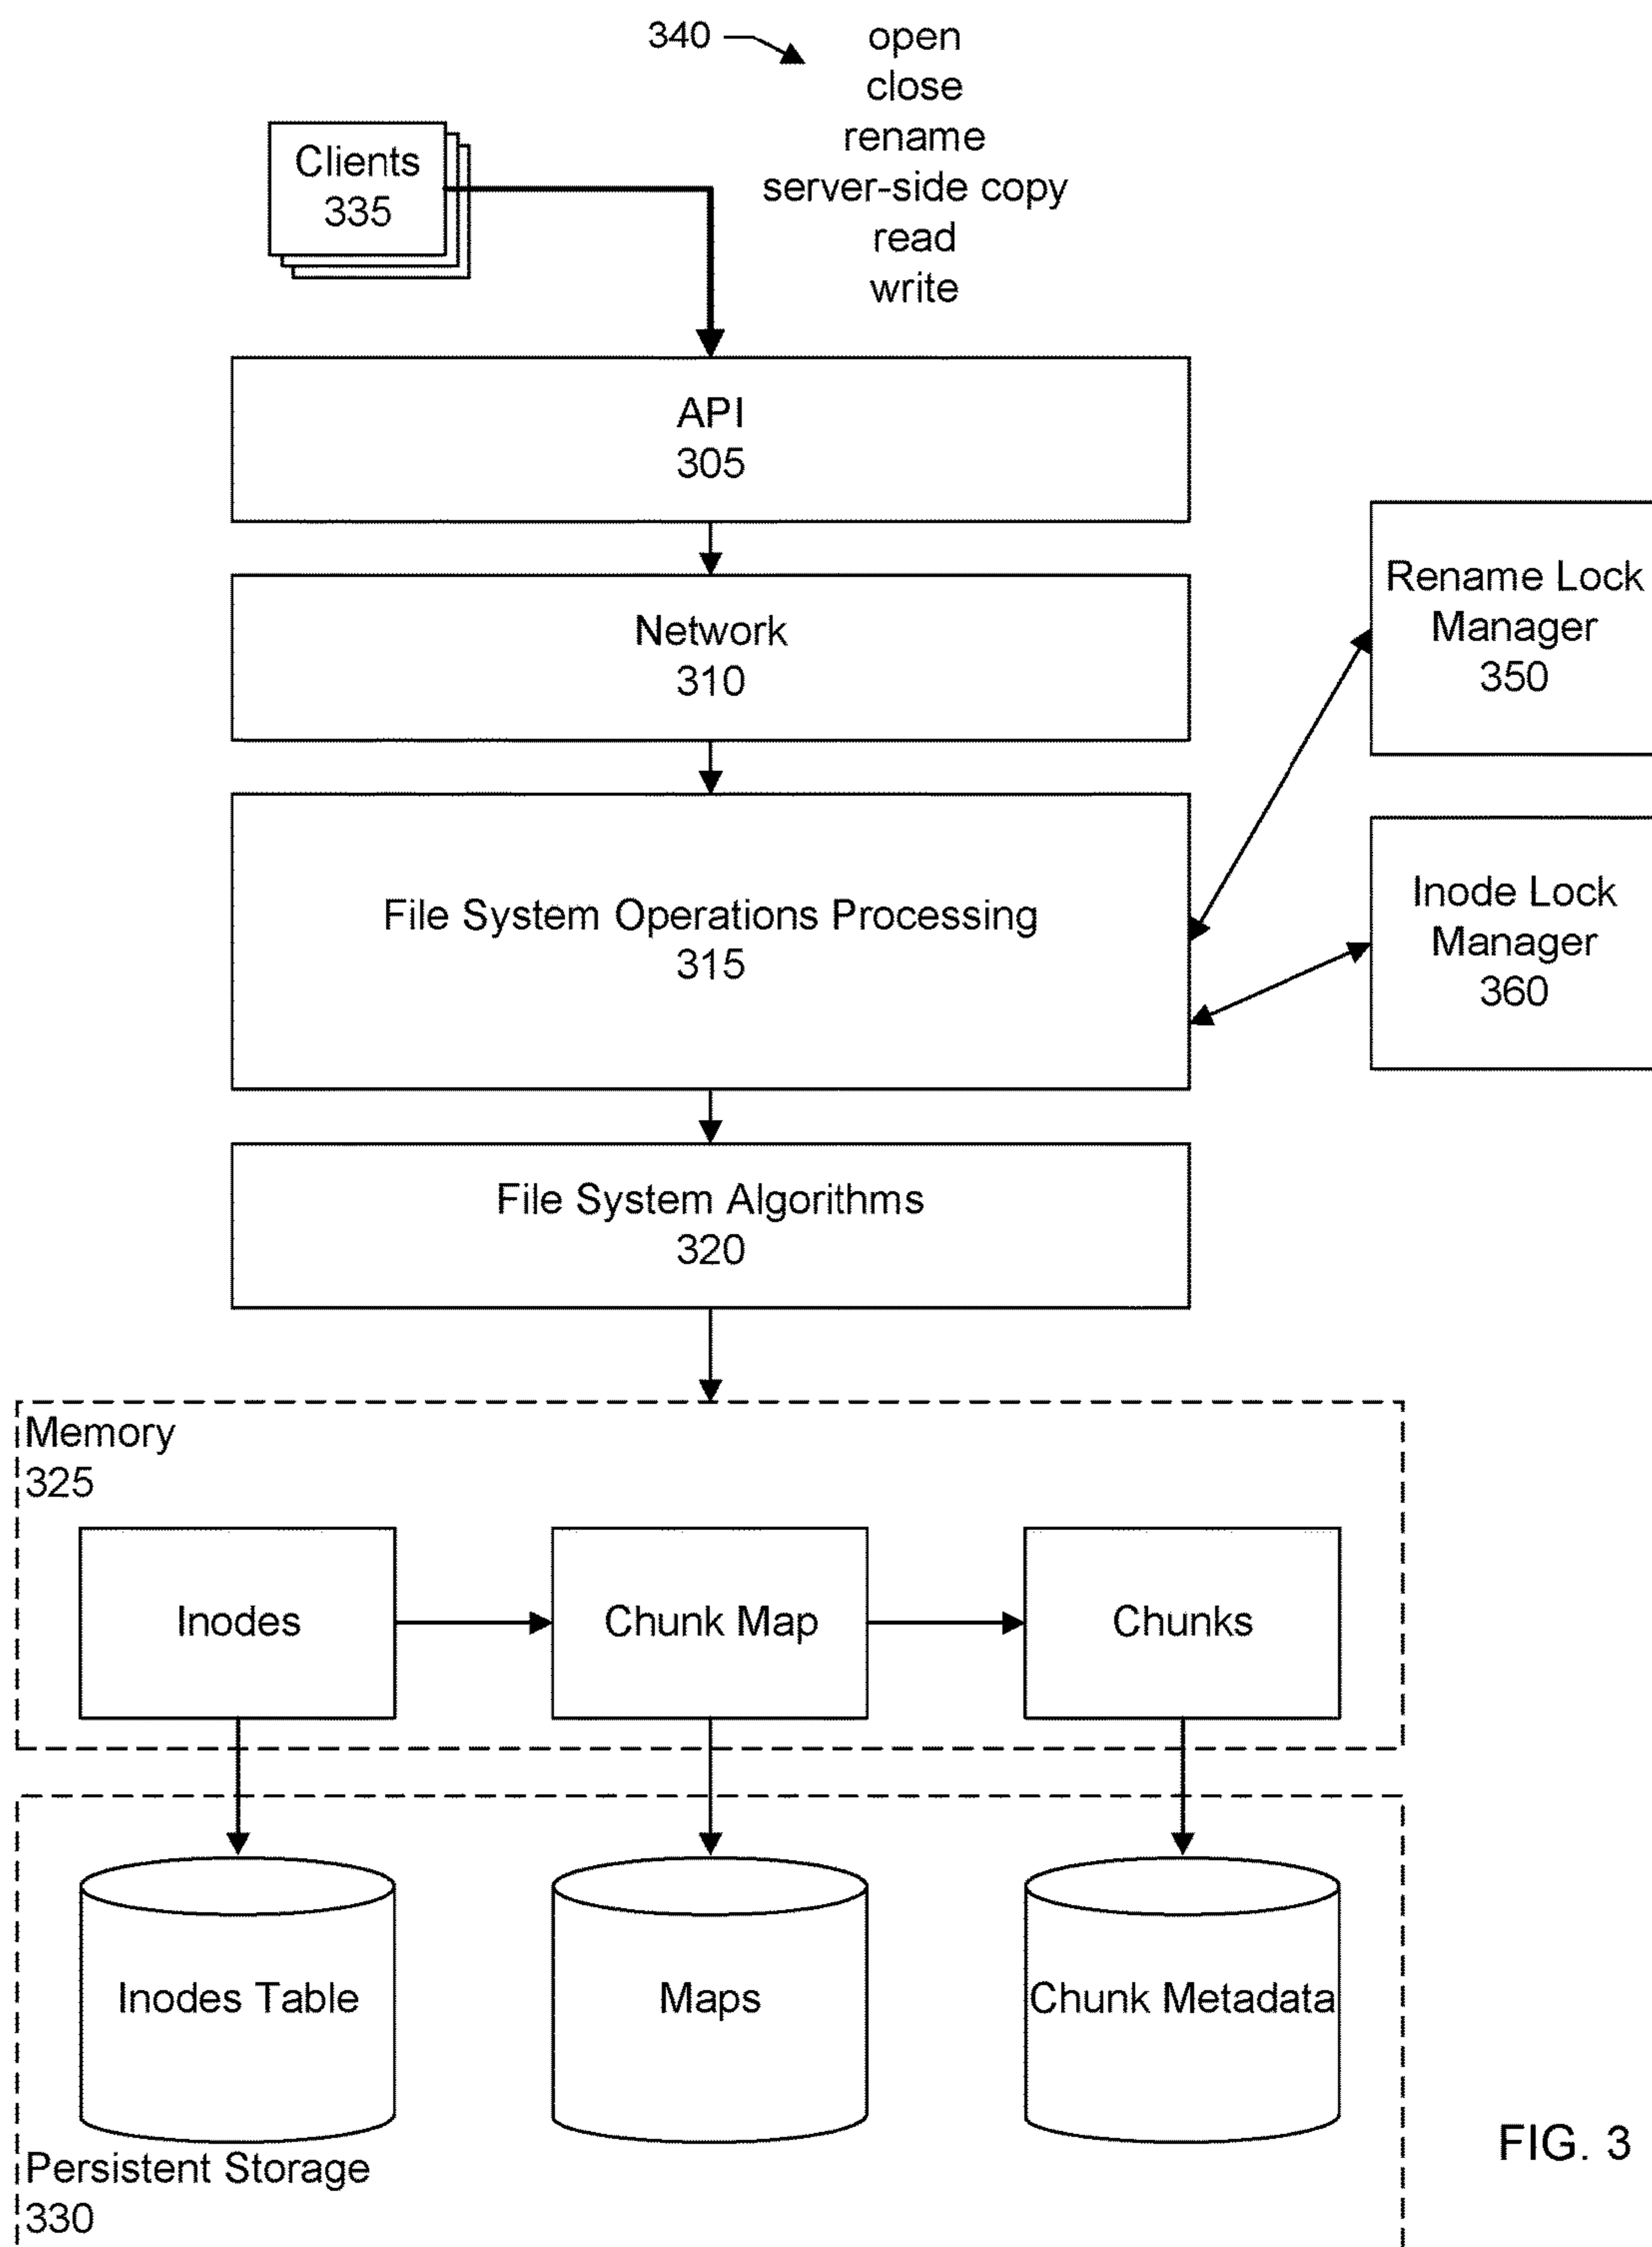 340
open
close
rename
server-side copy
read
write
Clients
335
API
305
Network
310
Rename Lock
Manager
350
File System Operations Processing
315
Inode Lock
Manager
360
File System Algorithms
320
Memory
325
Inodes
Chunk Map
Chunks
Inodes Table
Maps
Chunk Metadata
Persistent Storage
330
FIG. 3